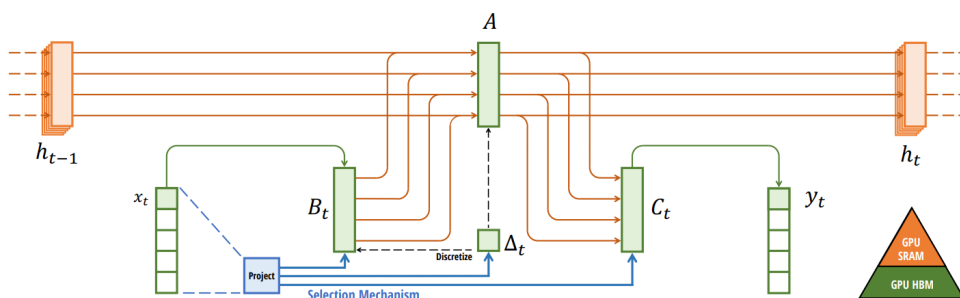 A
h_{t-1}
h_t
x_t
B_t
C_t
y_t
Δ_t
Discretize
Project
Selection Mechanism
GPU
SRAM
GPU HBM